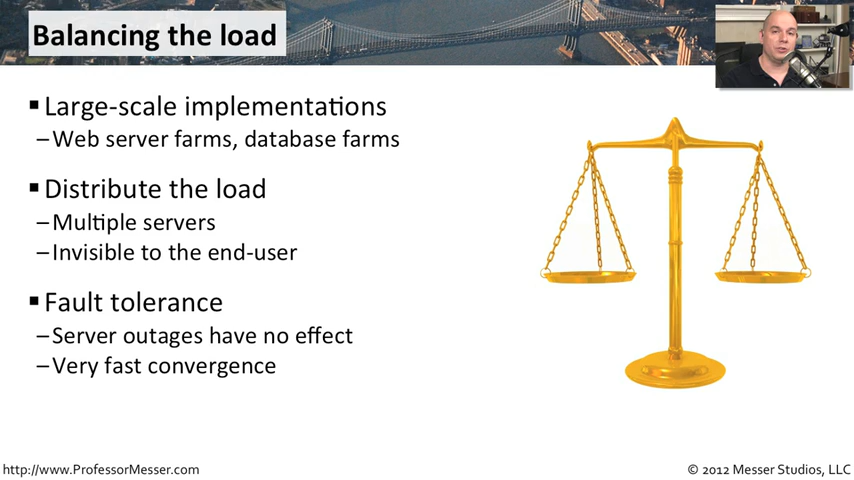 Balancing the load
▪Large-scale implementations
–Web server farms, database farms
▪Distribute the load
–Multiple servers
–Invisible to the end-user
▪Fault tolerance
–Server outages have no effect
–Very fast convergence
http://www.ProfessorMesser.com
© 2012 Messer Studios, LLC